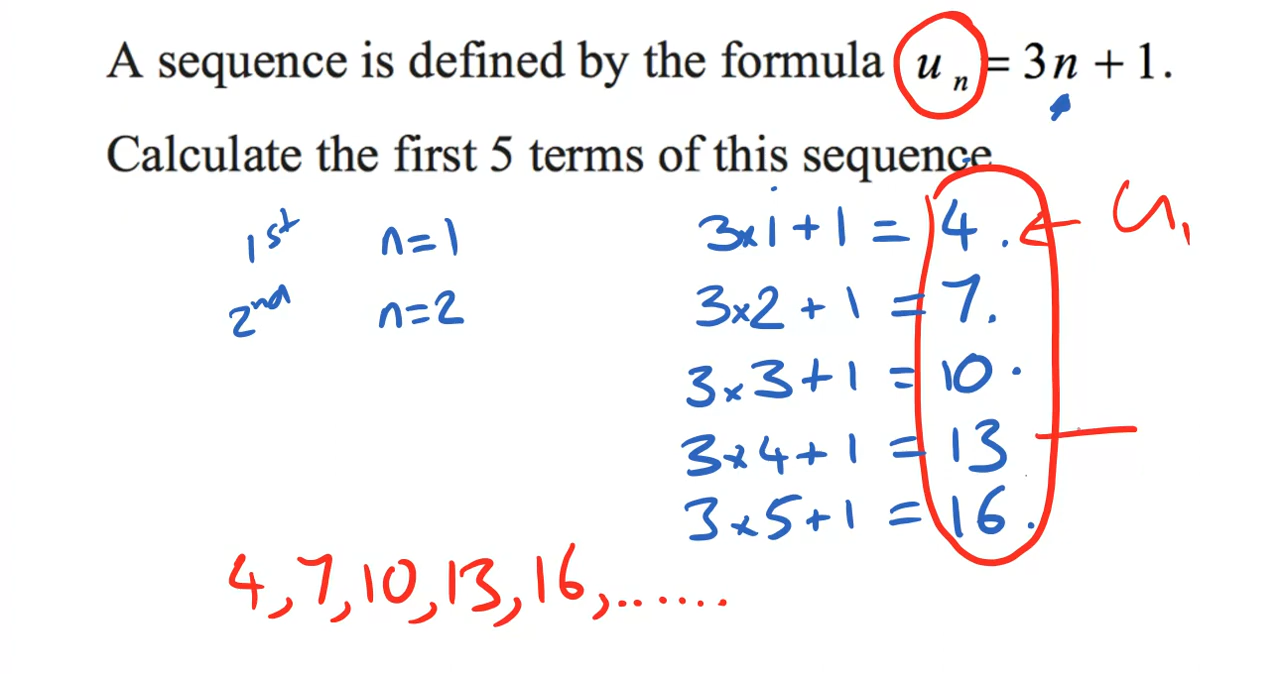 A sequence is defined by the formula u n = 3n + 1.
Calculate the first 5 terms of this sequence
1st n=1 3×1+1 = 4. ← U1
2nd n=2 3×2+1 = 7.
3×3+1 = 10.
3×4+1 = 13 —
3×5+1 = 16.
4, 7, 10, 13, 16, ......